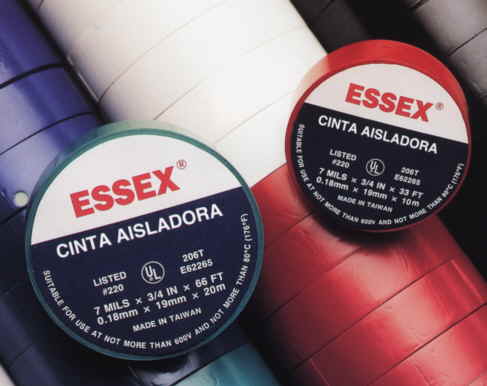 ESSEX®
CINTA AISLADORA
LISTED
#220
UL
206T
E62265
7 MILS × 3/4 IN × 66 FT
0.18mm × 19mm × 20m
MADE IN TAIWAN
SUITABLE FOR USE AT NOT MORE THAN 600V AND NOT MORE THAN 80°C (176°F)
ESSEX®
CINTA AISLADORA
LISTED
#220
UL
206T
E62265
7 MILS × 3/4 IN × 33 FT
0.18mm × 19mm × 10m
MADE IN TAIWAN
SUITABLE FOR USE AT NOT MORE THAN 600V AND NOT MORE THAN 80°C (176°F)